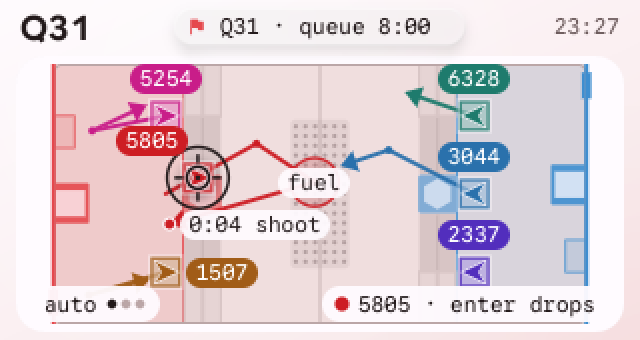 Q31
Q31 · queue 8:00
23:27
5254
6328
5805
3044
fuel
0:04 shoot
2337
1507
auto
5805 · enter drops